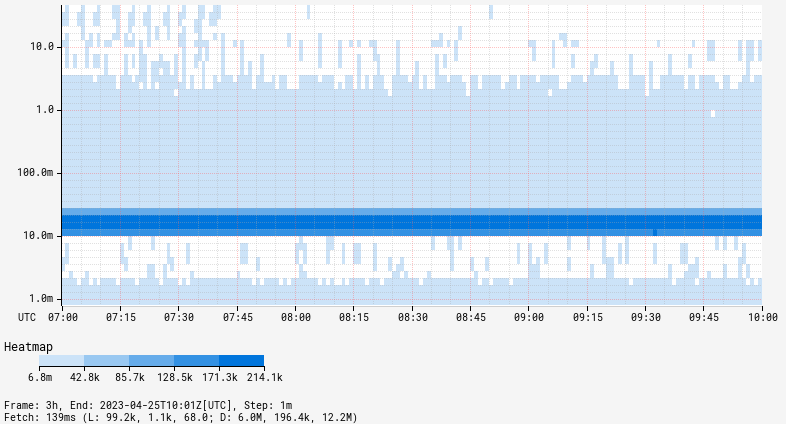 10.0
1.0
100.0m
10.0m
1.0m
UTC 07:00 07:15 07:30 07:45 08:00 08:15 08:30 08:45 09:00 09:15 09:30 09:45 10:00
Heatmap
6.8m 42.8k 85.7k 128.5k 171.3k 214.1k
Frame: 3h, End: 2023-04-25T10:01Z[UTC], Step: 1m
Fetch: 139ms (L: 99.2k, 1.1k, 68.0; D: 6.0M, 196.4k, 12.2M)